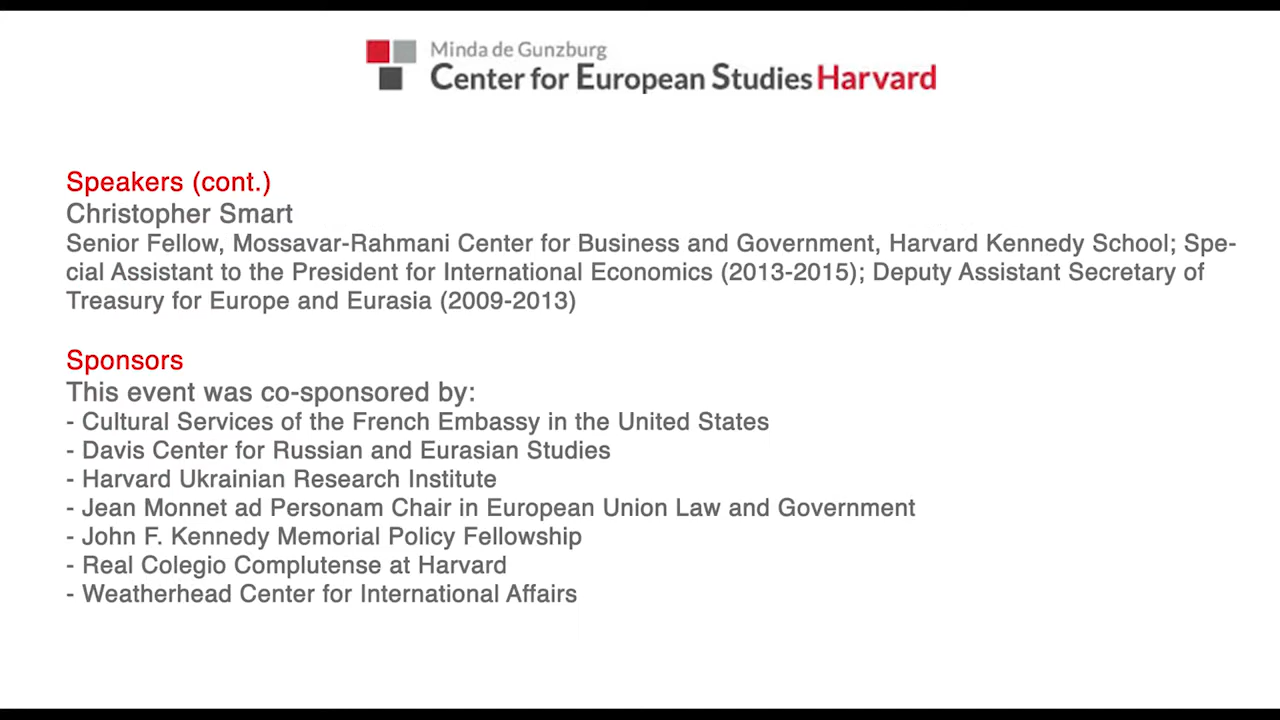 Minda de Gunzburg
Center for European Studies Harvard
Speakers (cont.)
Christopher Smart
Senior Fellow, Mossavar-Rahmani Center for Business and Government, Harvard Kennedy School; Spe-
cial Assistant to the President for International Economics (2013-2015); Deputy Assistant Secretary of
Treasury for Europe and Eurasia (2009-2013)
Sponsors
This event was co-sponsored by:
- Cultural Services of the French Embassy in the United States
- Davis Center for Russian and Eurasian Studies
- Harvard Ukrainian Research Institute
- Jean Monnet ad Personam Chair in European Union Law and Government
- John F. Kennedy Memorial Policy Fellowship
- Real Colegio Complutense at Harvard
- Weatherhead Center for International Affairs